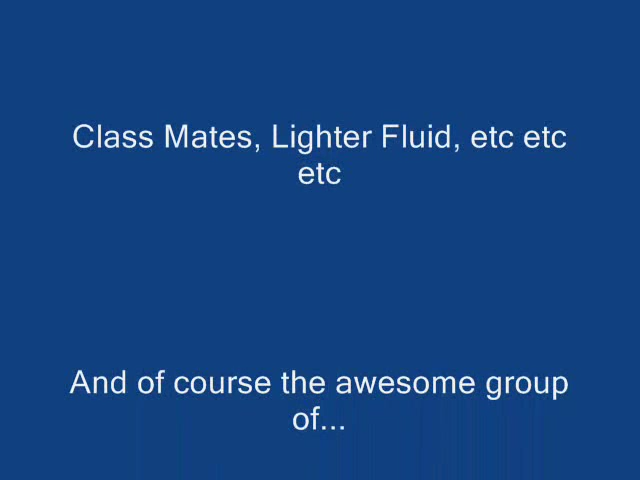 Class Mates, Lighter Fluid, etc etc
etc
And of course the awesome group
of...